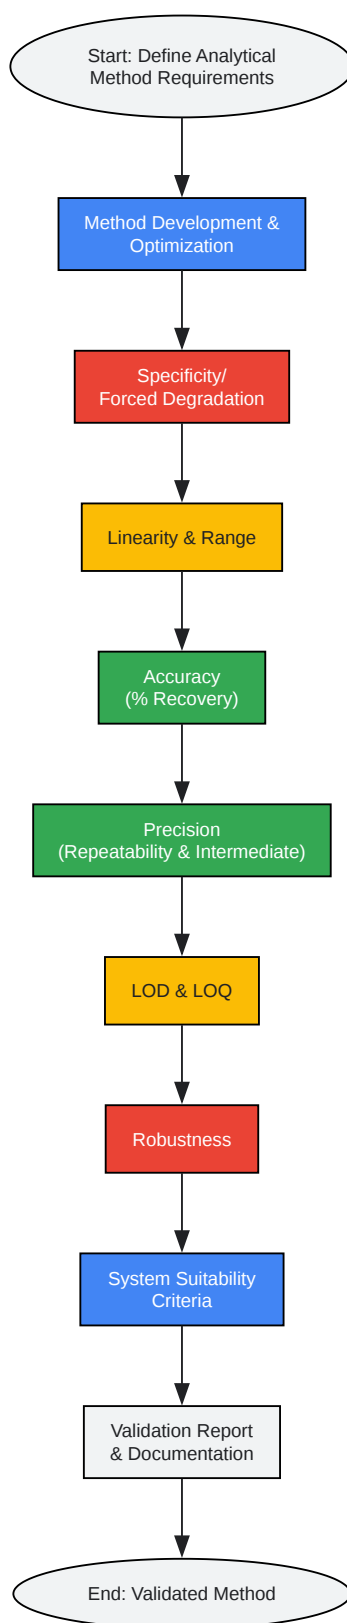 Start: Define Analytical
Method Requirements
Method Development &
Optimization
Specificity/
Forced Degradation
Linearity & Range
Accuracy
(% Recovery)
Precision
(Repeatability & Intermediate)
LOD & LOQ
Robustness
System Suitability
Criteria
Validation Report
& Documentation
End: Validated Method